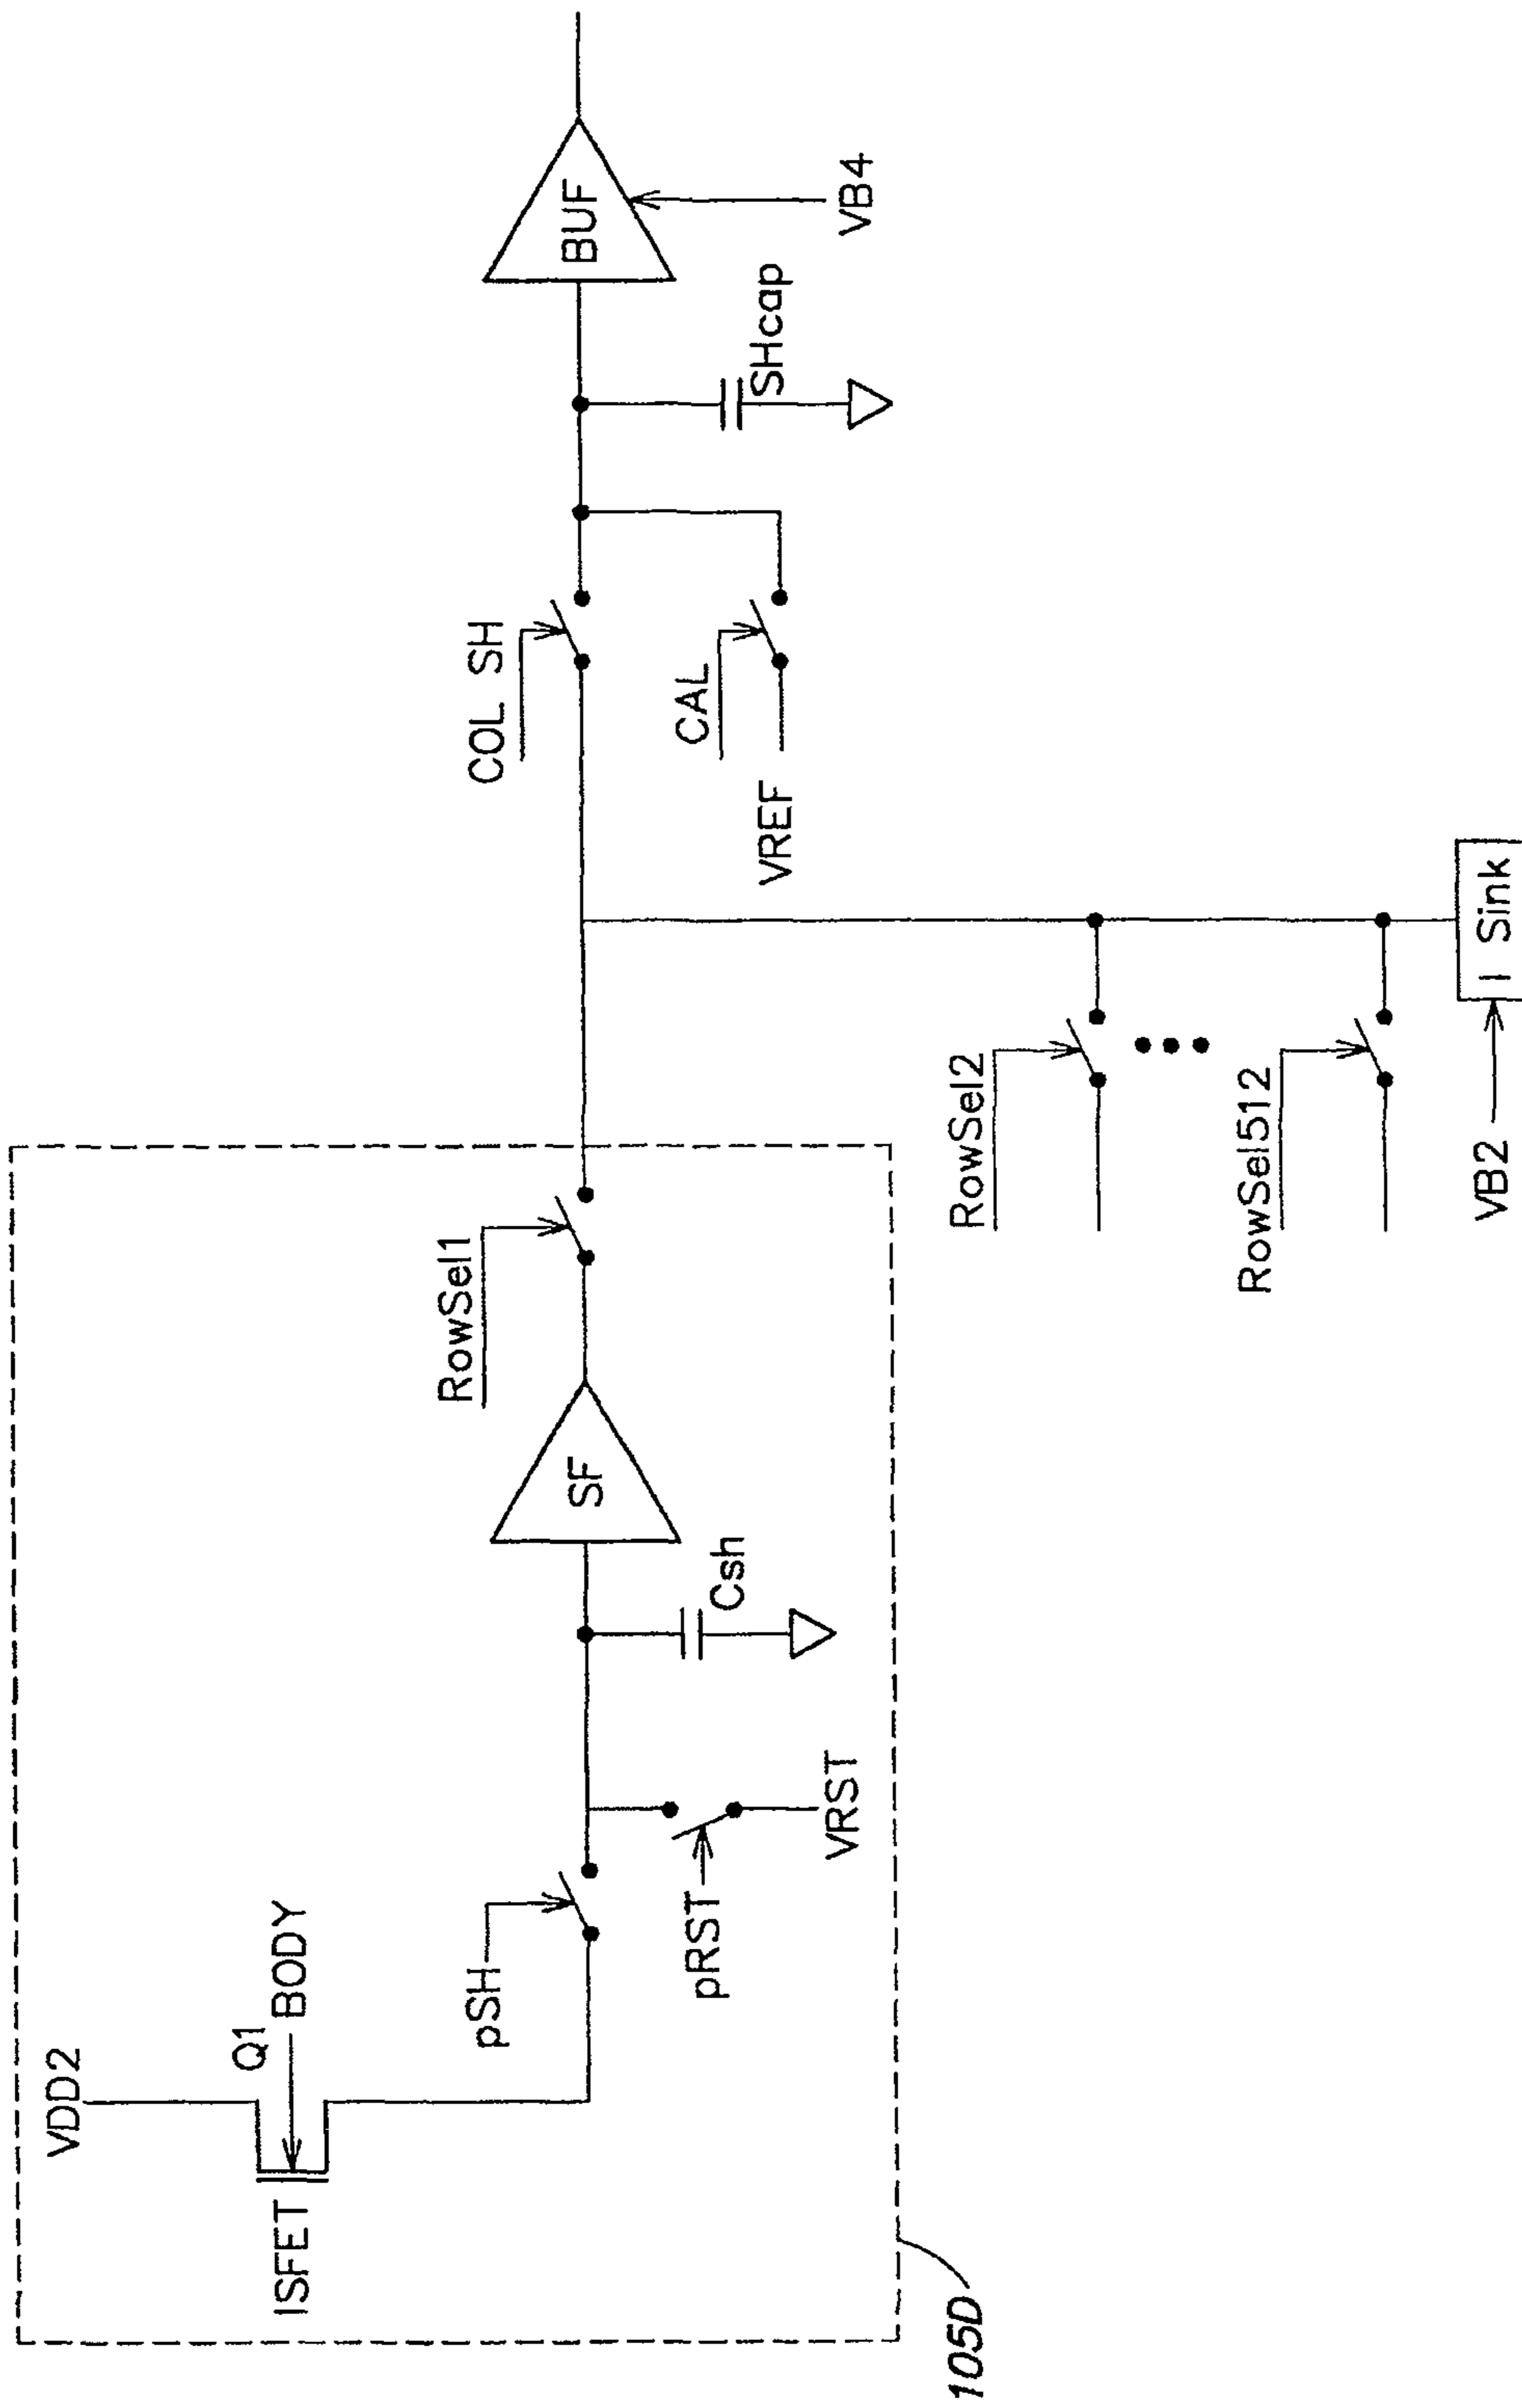 VDD2
Q1
BODY
ISFET
pSH
pRST
VRST
Csh
SF
RowSel1
105D
RowSel2
RowSel512
VB2
I Sink
COL SH
CAL
VREF
SHcap
BUF
VB4